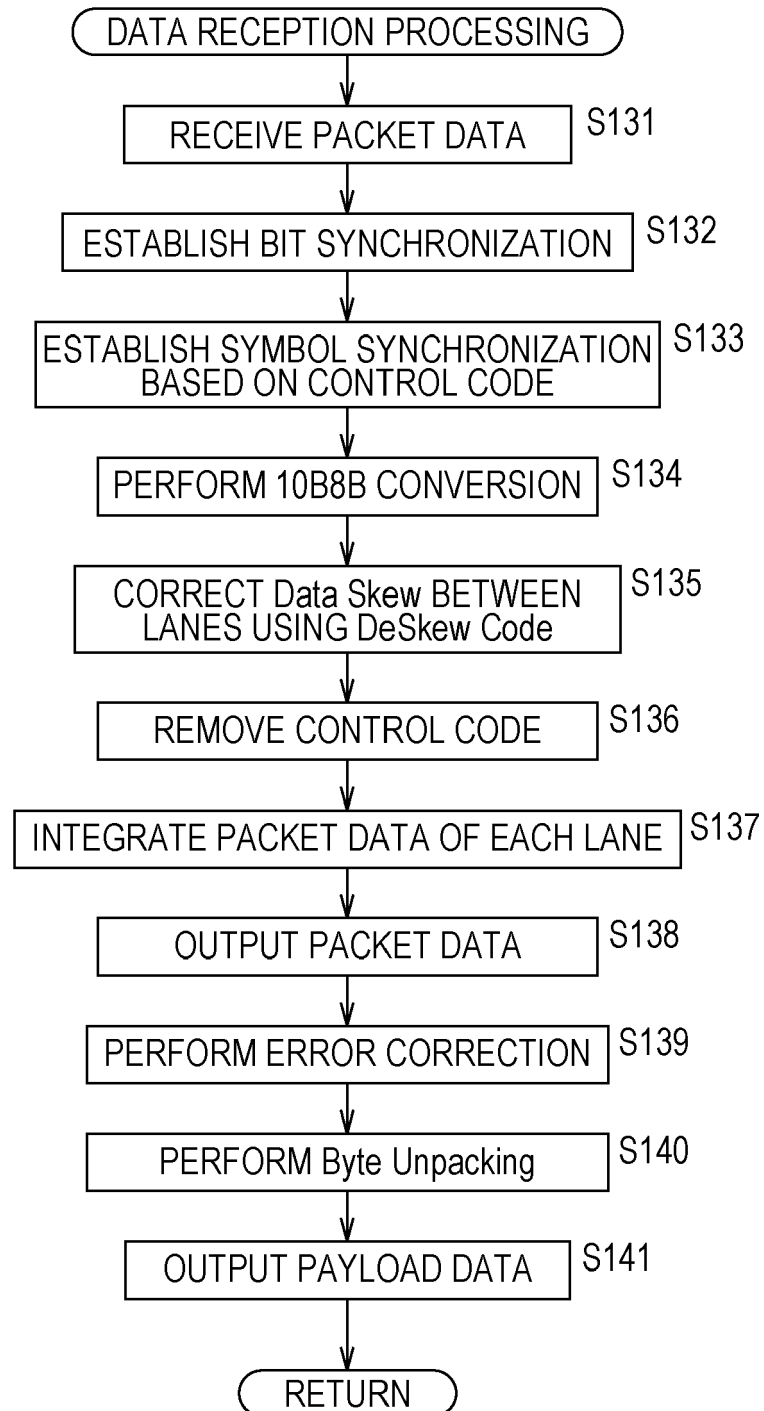 DATA RECEPTION PROCESSING
RECEIVE PACKET DATA
S131
ESTABLISH BIT SYNCHRONIZATION
S132
ESTABLISH SYMBOL SYNCHRONIZATION
BASED ON CONTROL CODE
S133
PERFORM 10B8B CONVERSION
S134
CORRECT Data Skew BETWEEN
LANES USING DeSkew Code
S135
REMOVE CONTROL CODE
S136
INTEGRATE PACKET DATA OF EACH LANE
S137
OUTPUT PACKET DATA
S138
PERFORM ERROR CORRECTION
S139
PERFORM Byte Unpacking
S140
OUTPUT PAYLOAD DATA
S141
RETURN